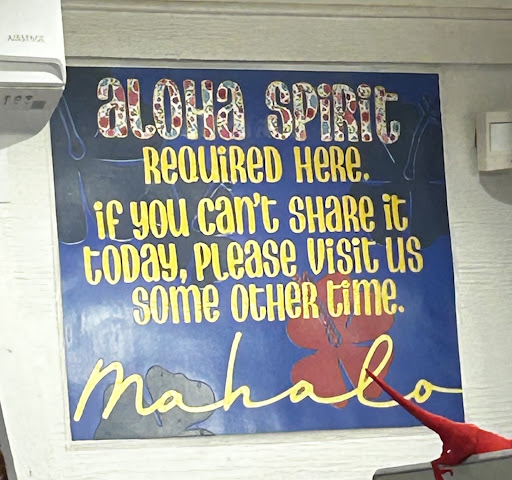 aLOHa SPiRiT
ReQUiReD HeRe.
iF YOU CaN'T SHaRe iT
TODaY, PLeaSe ViSiT US
SOMe OTHeR TiMe.
Mahalo